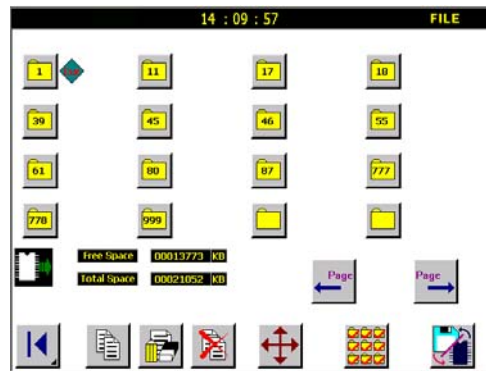 14 : 09 : 57 FILE
1 11 17 18
39 45 46 55
61 80 87 777
778 999
Free Space 00013773 KB
Total Space 00021052 KB
Page Page